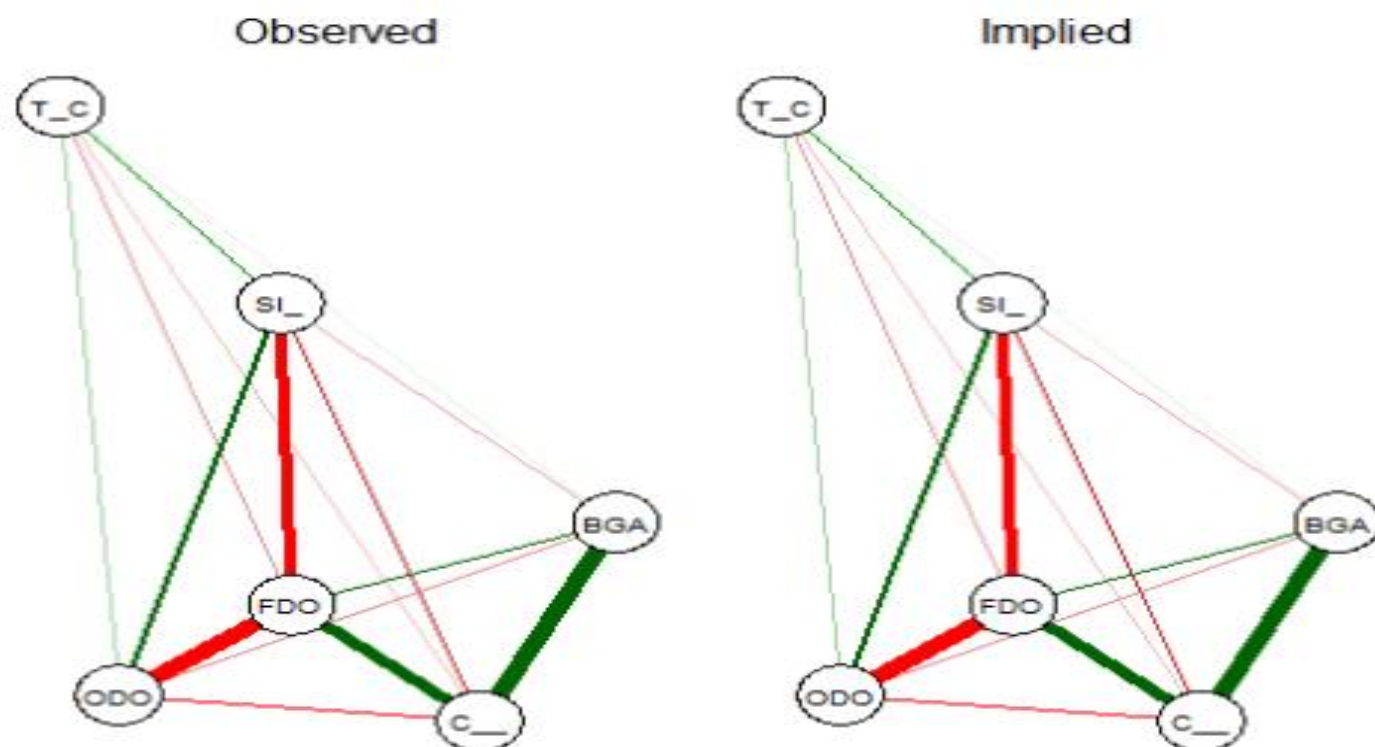 Observed
Implied
T_C
T_C
SI_
SI_
BGA
BGA
FDO
FDO
ODO
ODO
C__
C__